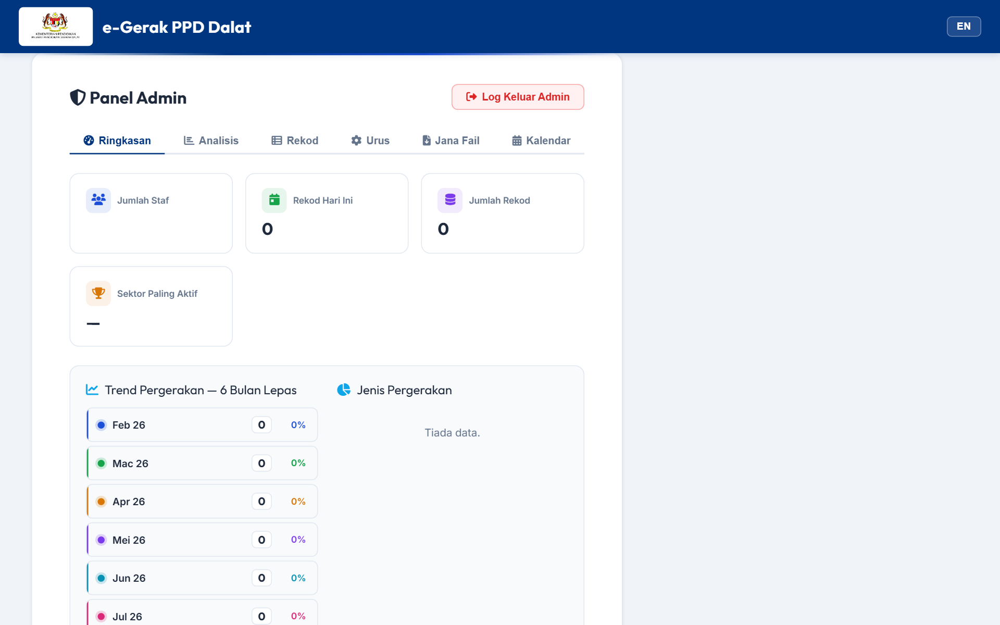 KEMENTERIAN PENDIDIKAN
PEJABAT PENDIDIKAN DAERAH DALAT
e-Gerak PPD Dalat
EN
Panel Admin
Log Keluar Admin
Ringkasan
Analisis
Rekod
Urus
Jana Fail
Kalendar
Jumlah Staf
Rekod Hari Ini
0
Jumlah Rekod
0
Sektor Paling Aktif
—
Trend Pergerakan — 6 Bulan Lepas
Feb 26 0 0%
Mac 26 0 0%
Apr 26 0 0%
Mei 26 0 0%
Jun 26 0 0%
Jul 26 0 0%
Jenis Pergerakan
Tiada data.